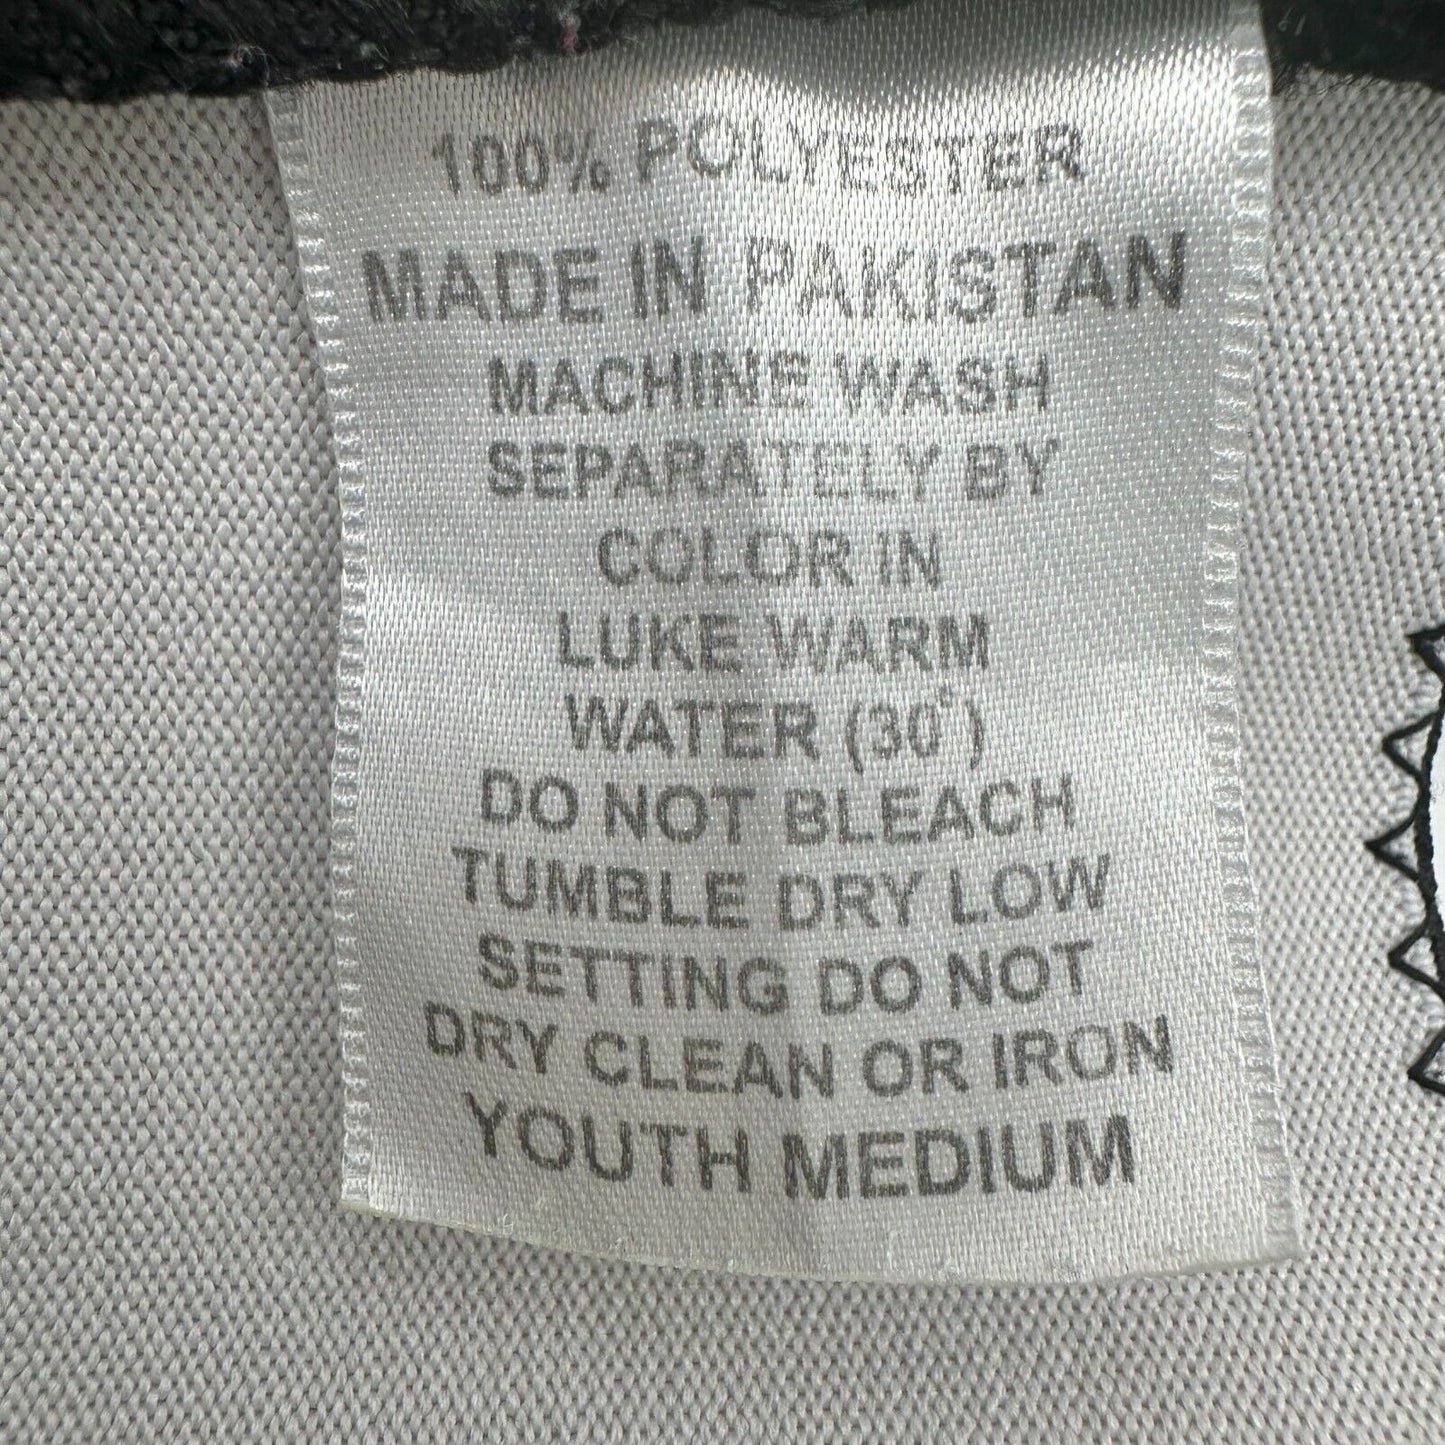 100% POLYESTER
MADE IN PAKISTAN
MACHINE WASH
SEPARATELY BY
COLOR IN
LUKE WARM
WATER (30°)
DO NOT BLEACH
TUMBLE DRY LOW
SETTING DO NOT
DRY CLEAN OR IRON
YOUTH MEDIUM